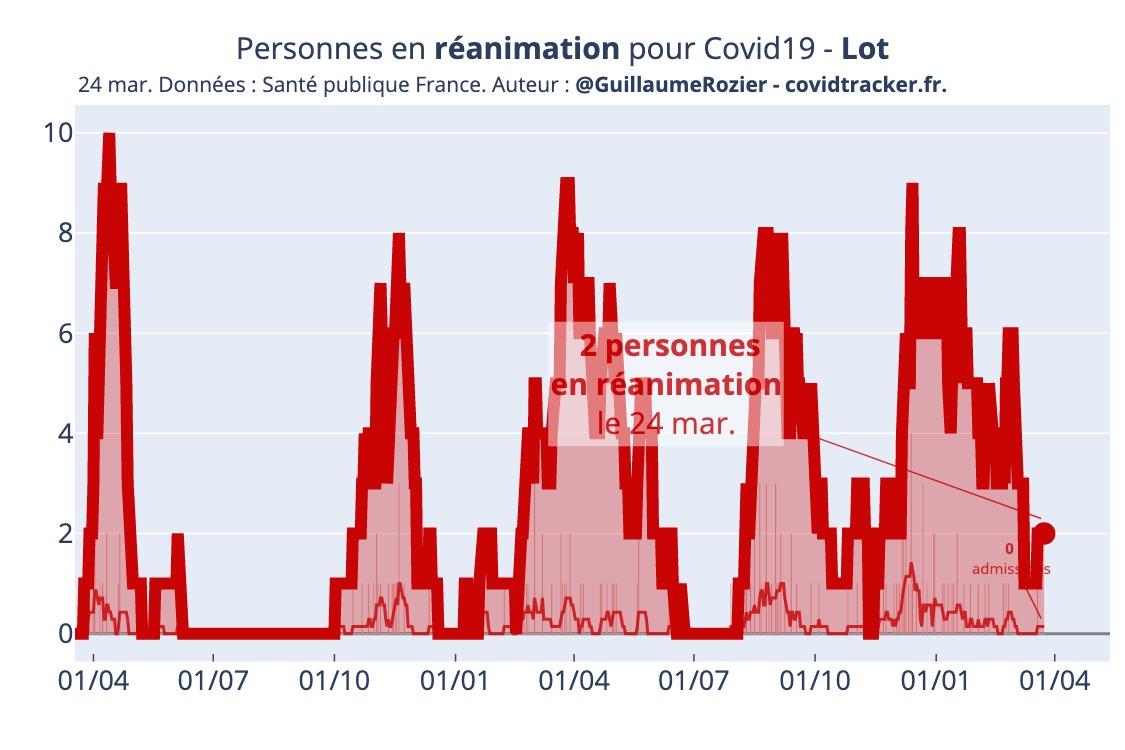 Personnes en réanimation pour Covid19 - Lot
24 mar. Données : Santé publique France. Auteur : @GuillaumeRozier - covidtracker.fr.
10
8
6
4
2
0
2 personnes
en réanimation
le 24 mar.
0
admissions
01/04 01/07 01/10 01/01 01/04 01/07 01/10 01/01 01/04